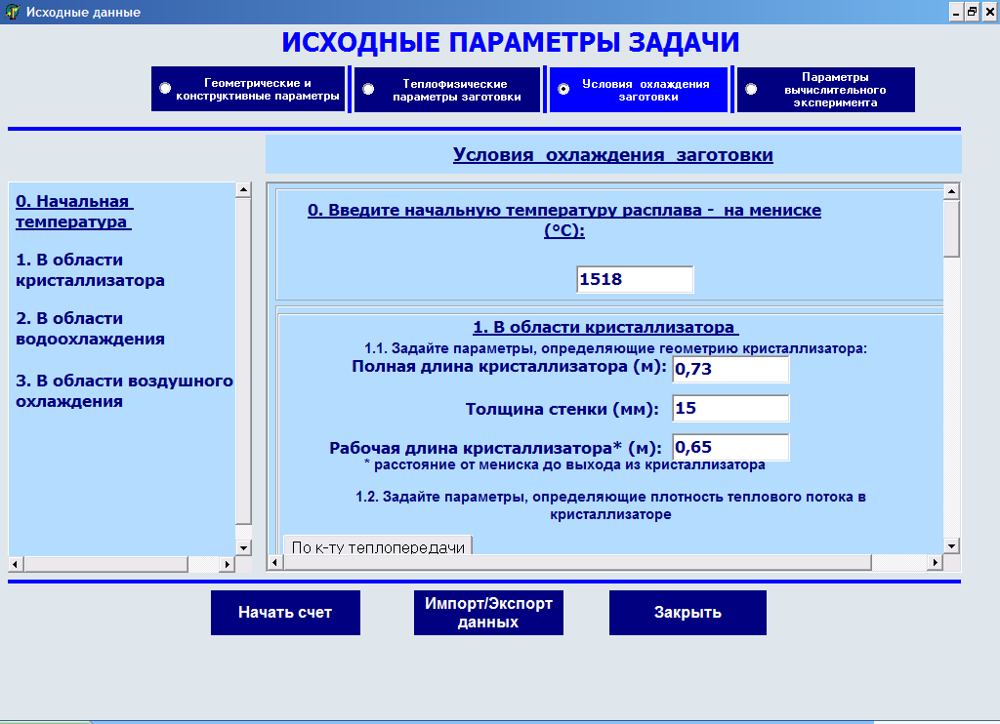 Исходные данные
ИСХОДНЫЕ ПАРАМЕТРЫ ЗАДАЧИ
Геометрические и
конструктивные параметры
Теплофизические
параметры заготовки
Условия охлаждения
заготовки
Параметры
вычислительного
эксперимента
Условия охлаждения заготовки
0. Начальная
температура
1. В области
кристаллизатора
2. В области
водоохлаждения
3. В области воздушного
охлаждения
0. Введите начальную температуру расплава - на мениске
(°C):
1518
1. В области кристаллизатора
1.1. Задайте параметры, определяющие геометрию кристаллизатора:
Полная длина кристаллизатора (м): 0,73
Толщина стенки (мм): 15
Рабочая длина кристаллизатора* (м): 0,65
* расстояние от мениска до выхода из кристаллизатора
1.2. Задайте параметры, определяющие плотность теплового потока в
кристаллизаторе
По к-ту теплопередачи
Начать счет
Импорт/Экспорт
данных
Закрыть